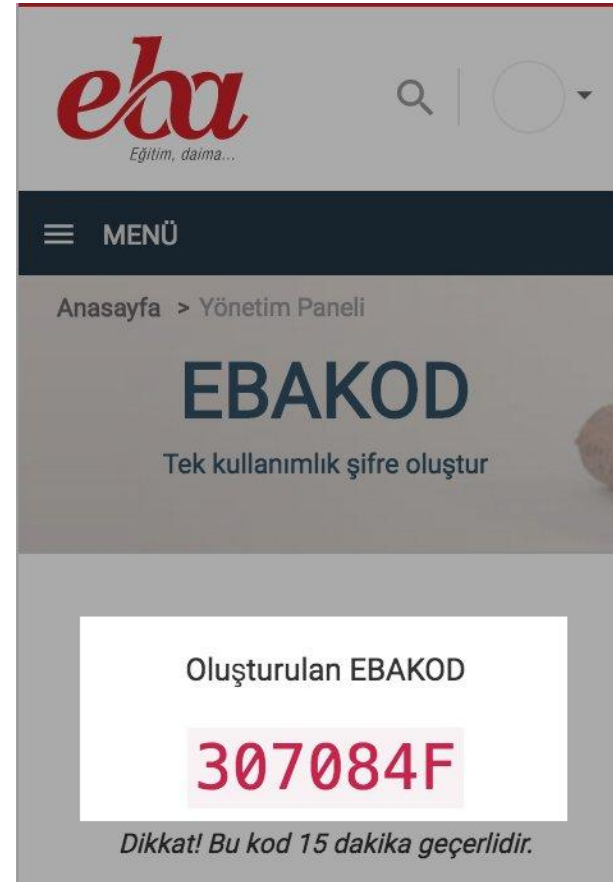 eba
Eğitim, daima...
MENÜ
Anasayfa > Yönetim Paneli
EBAKOD
Tek kullanımlık şifre oluştur
Oluşturulan EBAKOD
307084F
Dikkat! Bu kod 15 dakika geçerlidir.